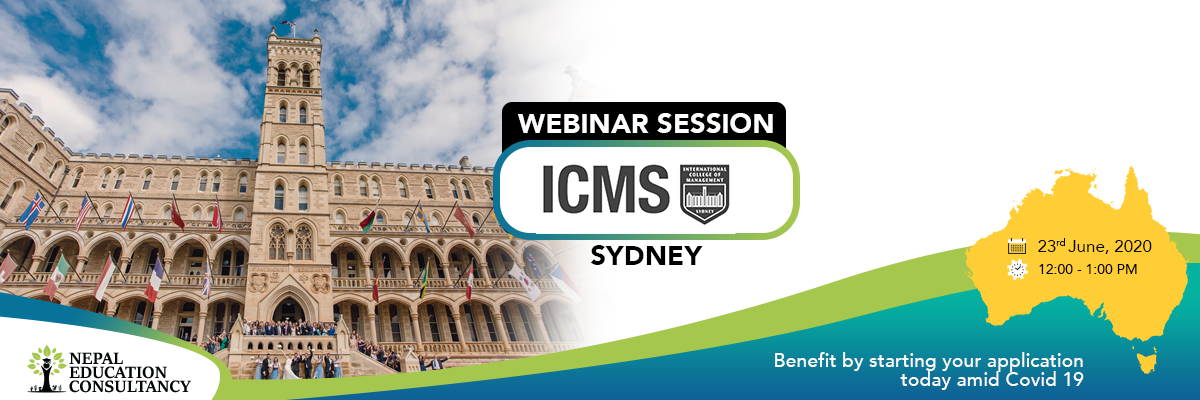 WEBINAR SESSION
ICMS
INTERNATIONAL
COLLEGE OF
MANAGEMENT
SYDNEY
SYDNEY
23rd June, 2020
12:00 - 1:00 PM
Benefit by starting your application
today amid Covid 19
NEPAL
EDUCATION
CONSULTANCY